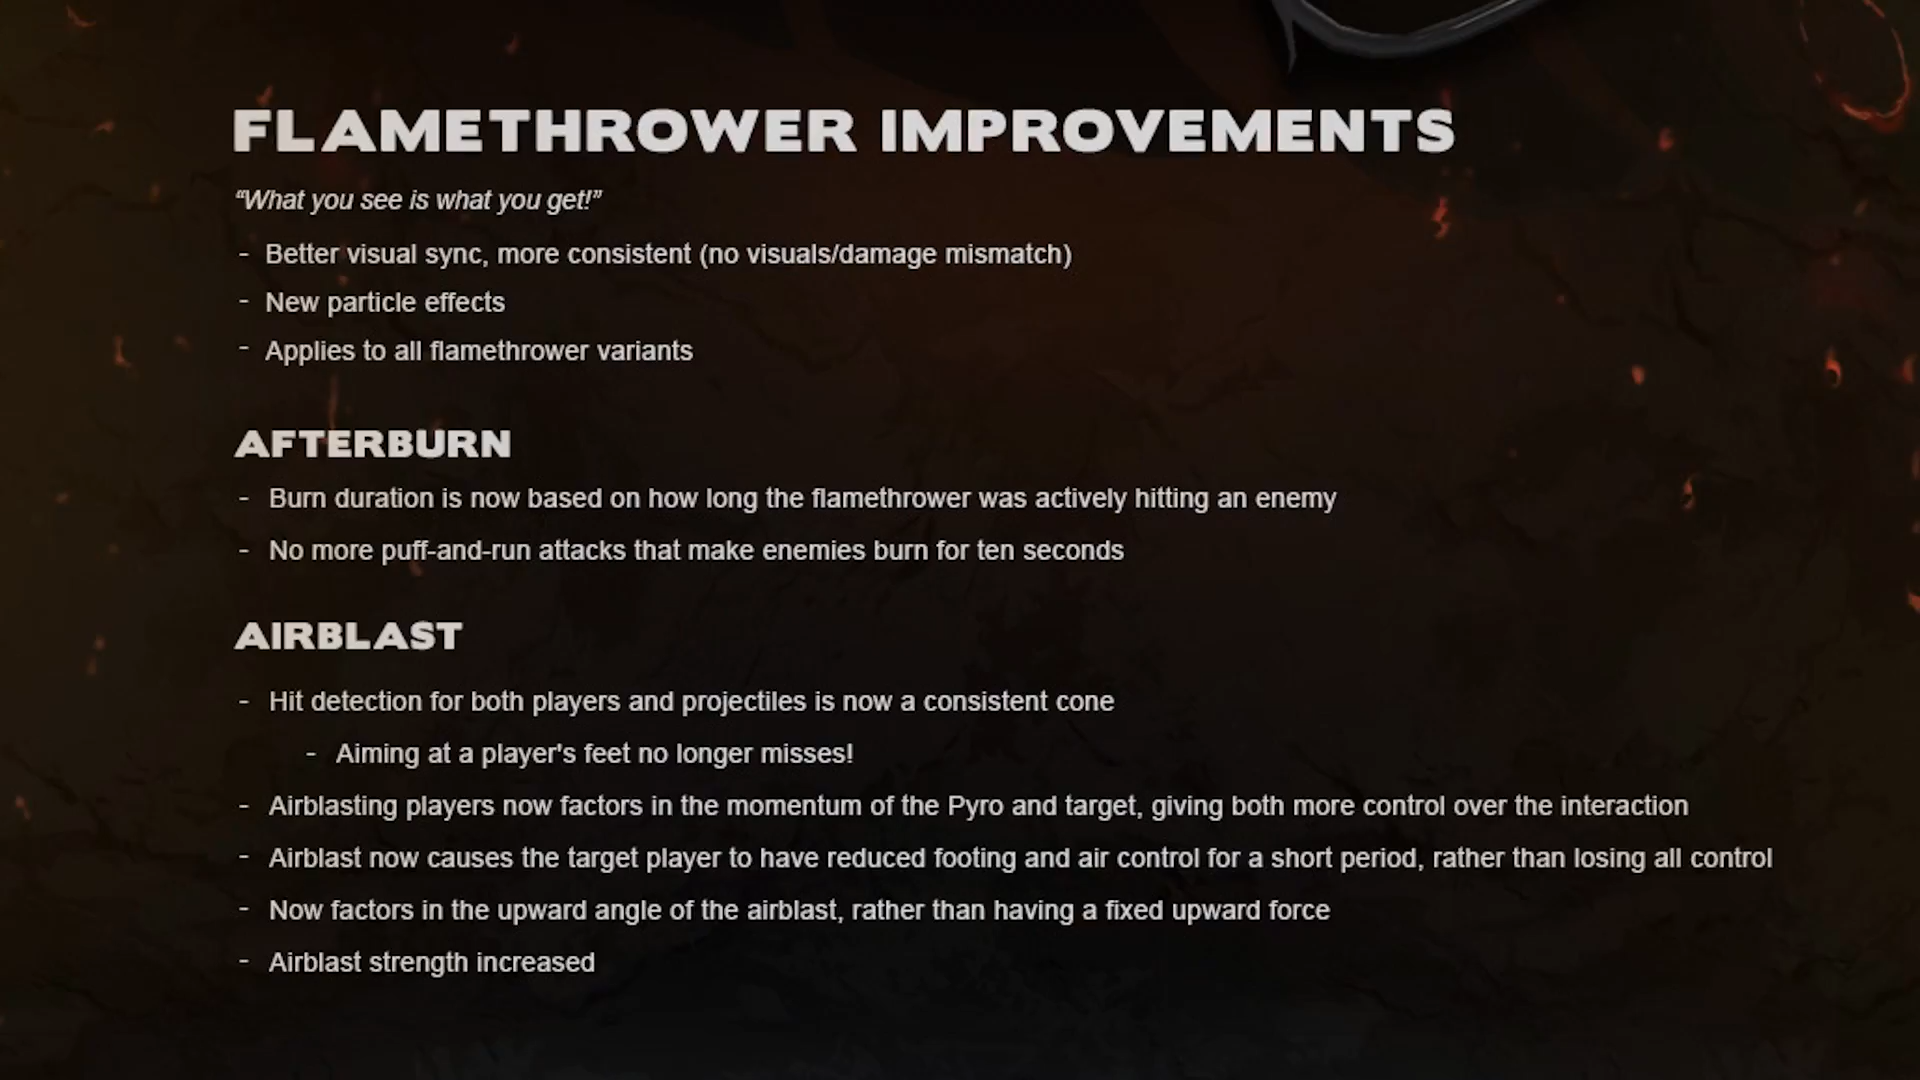 FLAMETHROWER IMPROVEMENTS
“What you see is what you get!”
- Better visual sync, more consistent (no visuals/damage mismatch)
- New particle effects
- Applies to all flamethrower variants
AFTERBURN
- Burn duration is now based on how long the flamethrower was actively hitting an enemy
- No more puff-and-run attacks that make enemies burn for ten seconds
AIRBLAST
- Hit detection for both players and projectiles is now a consistent cone
- Aiming at a player's feet no longer misses!
- Airblasting players now factors in the momentum of the Pyro and target, giving both more control over the interaction
- Airblast now causes the target player to have reduced footing and air control for a short period, rather than losing all control
- Now factors in the upward angle of the airblast, rather than having a fixed upward force
- Airblast strength increased